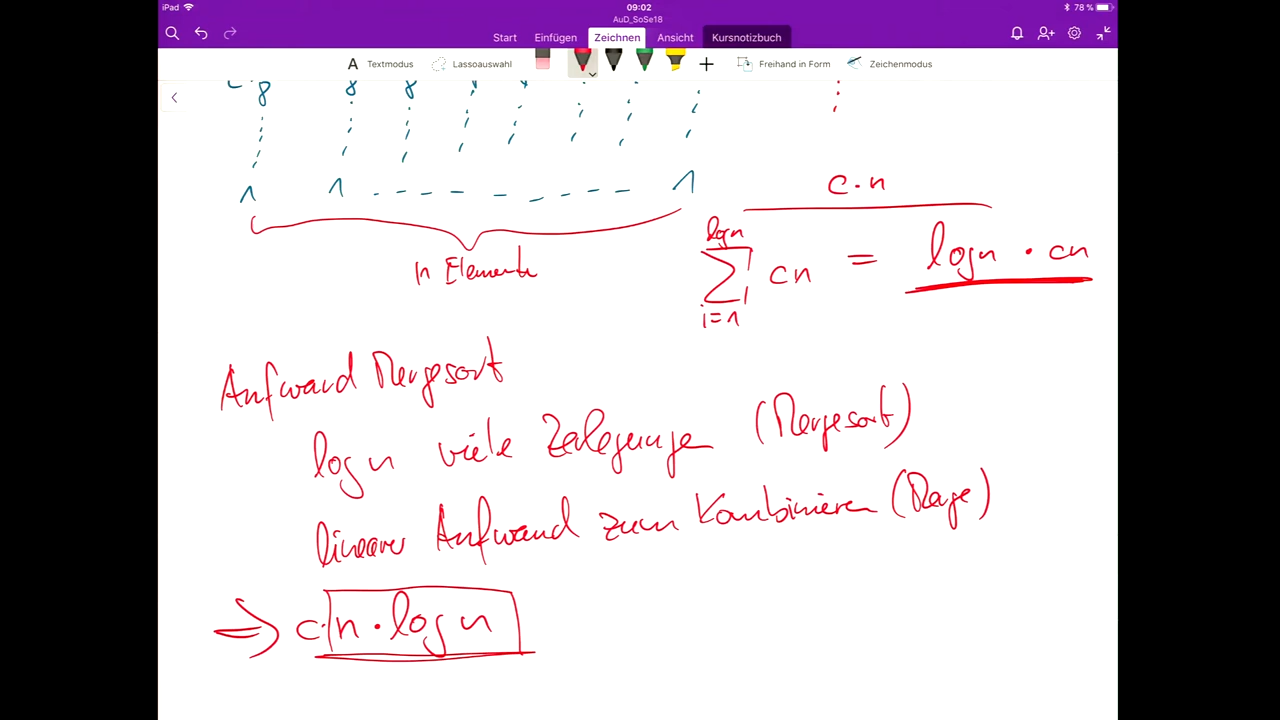 iPad 09:02 78 %
AuD_SoSe18
Start Einfügen Zeichnen Ansicht Kursnotizbuch
A Textmodus Lassoauswahl Freihand in Form Zeichenmodus
8 8 8
c·n
1 1 1
n Elemente
log n
∑ cn = log n · cn
i=1
Aufwand Mergesort
log n viele Zerlegungen (Mergesort)
linearer Aufwand zum Kombinieren (Merge)
⇒ c·n·log n